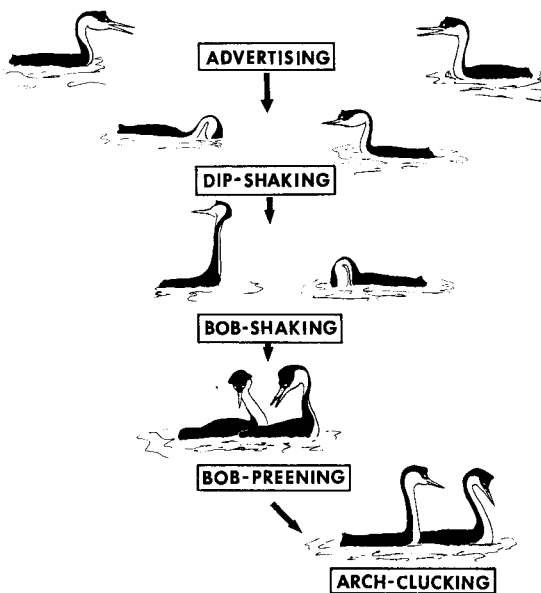 ADVERTISING
DIP-SHAKING
BOB-SHAKING
BOB-PREENING
ARCH-CLUCKING